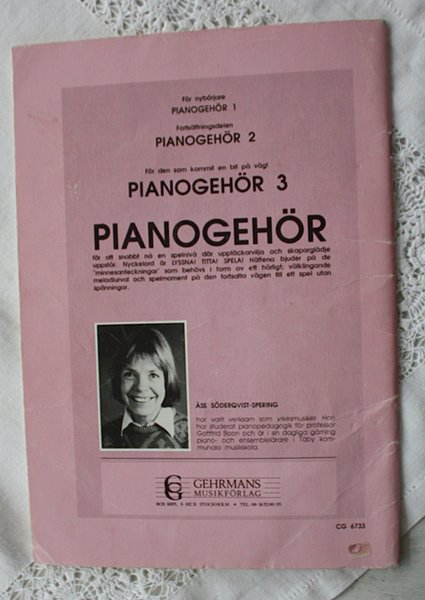 För nybörjare
PIANOGEHÖR 1
Fortsättningsdelen
PIANOGEHÖR 2
För den som kommit en bit på väg!
PIANOGEHÖR 3
PIANOGEHÖR
för att snabbt nå en spelnivå där upptäckarvilja och skaparglädje
uppstår. Nyckelord är LYSSNA! TITTA! SPELA! Häftena bjuder på de
"minnesanteckningar" som behövs i form av ett härligt, välklingande
melodiurval och spelmoment på den fortsatta vägen till ett spel utan
spänningar.
ÅSE SÖDERQVIST-SPERING
har varit verksam som yrkesmusiker. Hon
har studerat pianopedagogik för professor
Gottfrid Boon och är i sin dagliga gärning
piano- och ensemblelärare i Täby kom-
munala musikskola.
GEHRMANS
MUSIKFÖRLAG
STOCKHOLM • TEL:
CG 6733